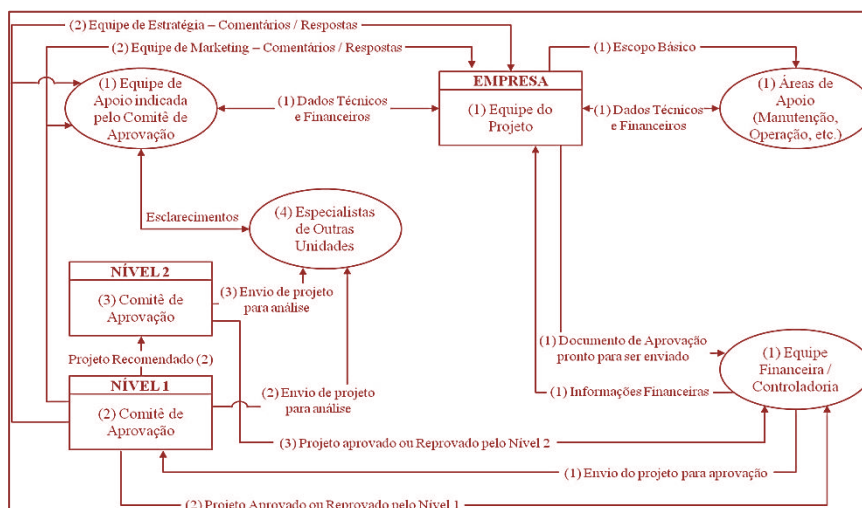 (2) Equipe de Estratégia – Comentários / Respostas
(2) Equipe de Marketing – Comentários / Respostas
(1) Escopo Básico
(1) Equipe de
Apoio indicada
pelo Comitê de
Aprovação
(1) Dados Técnicos
e Financeiros
EMPRESA
(1) Equipe do
Projeto
(1) Dados Técnicos
e Financeiros
(1) Áreas de
Apoio
(Manutenção,
Operação, etc.)
Esclarecimentos
(4) Especialistas
de Outras
Unidades
NÍVEL 2
(3) Comitê de
Aprovação
(3) Envio de projeto
para análise
Projeto Recomendado (2)
NÍVEL 1
(2) Comitê de
Aprovação
(2) Envio de projeto
para análise
(1) Documento de Aprovação
pronto para ser enviado
(1) Informações Financeiras
(1) Equipe
Financeira /
Controladoria
(3) Projeto aprovado ou Reprovado pelo Nível 2
(1) Envio do projeto para aprovação
(2) Projeto Aprovado ou Reprovado pelo Nível 1